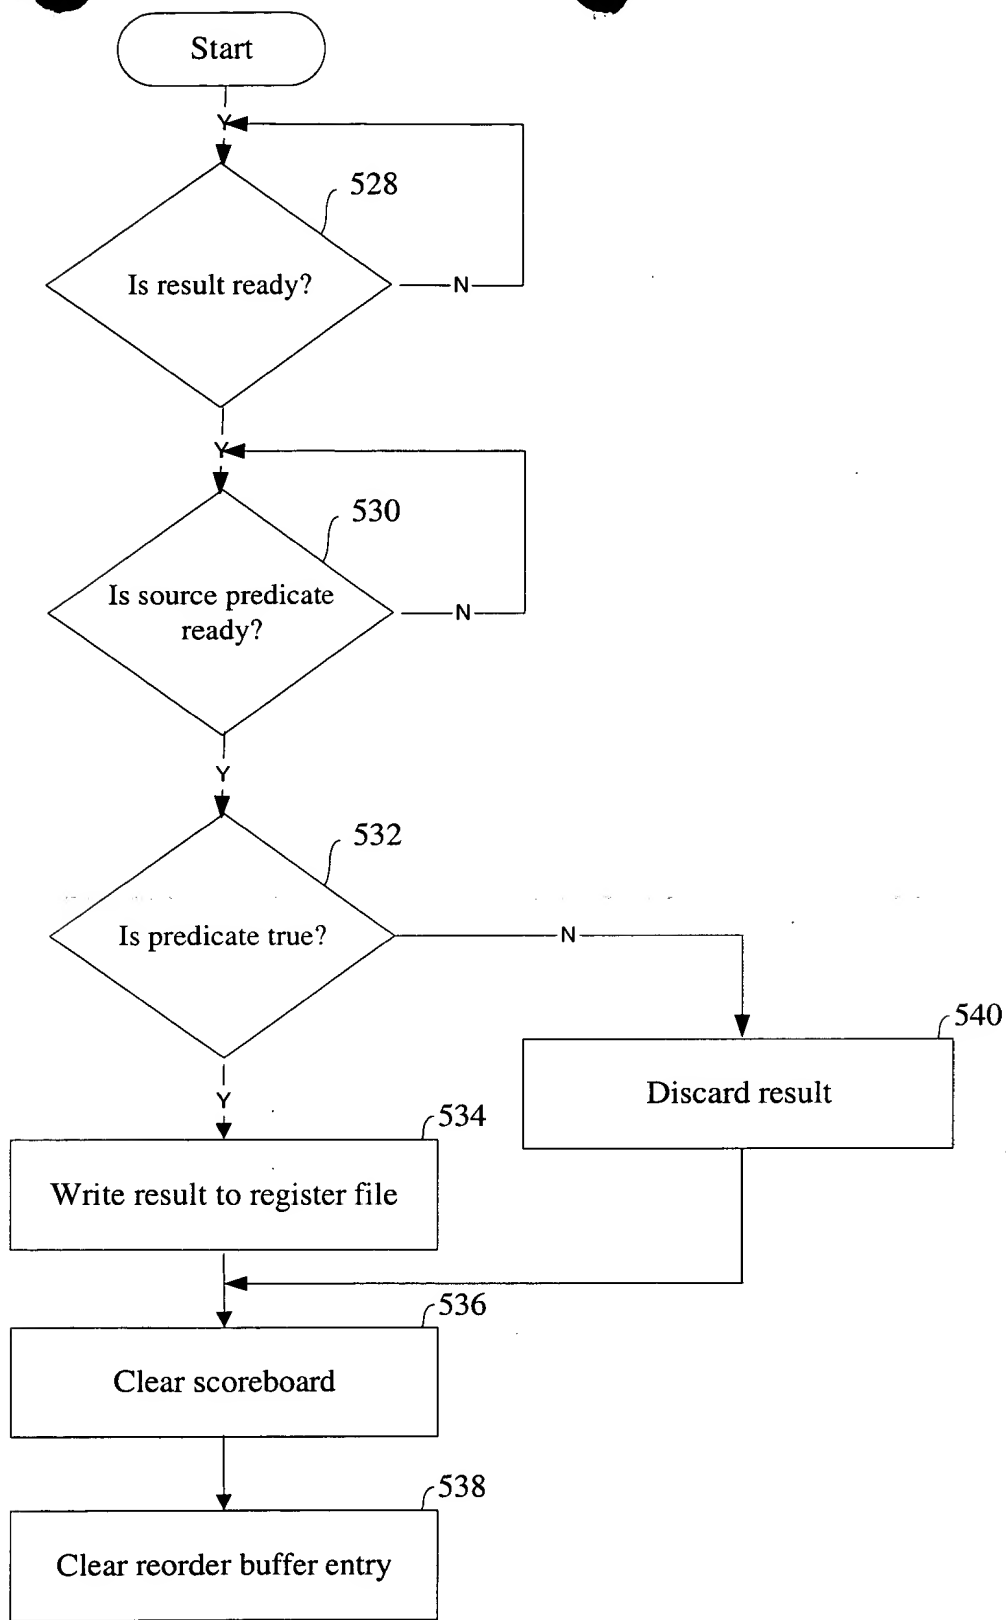 Start
Y
528
Is result ready?
N
Y
530
Is source predicate
ready?
N
Y
532
Is predicate true?
N
540
Discard result
Y
534
Write result to register file
536
Clear scoreboard
538
Clear reorder buffer entry